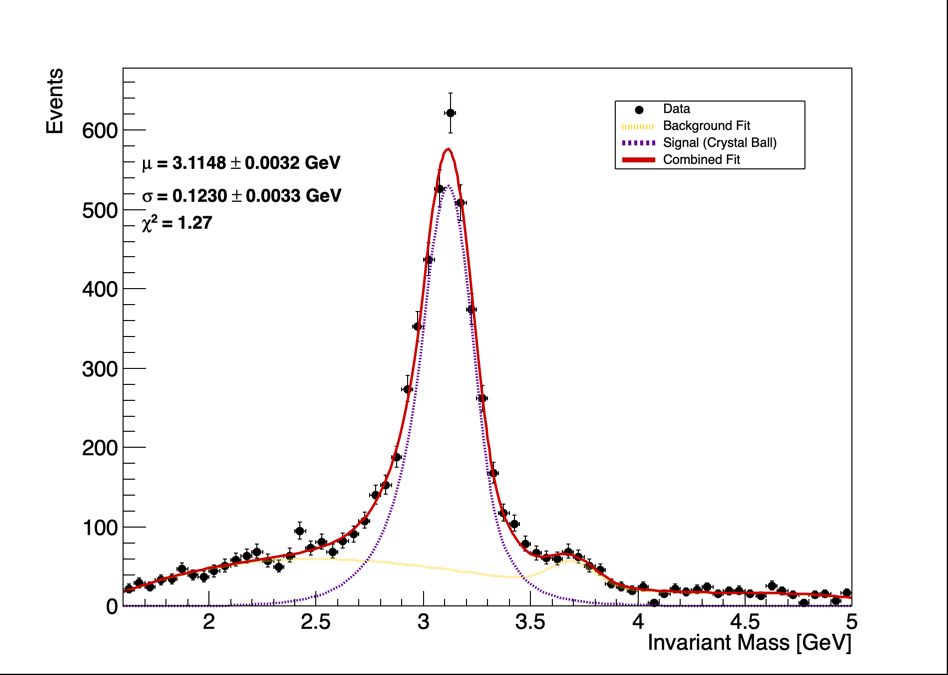 Events
600
500
400
300
200
100
0
μ = 3.1148 ± 0.0032 GeV
σ = 0.1230 ± 0.0033 GeV
χ² = 1.27
Data
Background Fit
Signal (Crystal Ball)
Combined Fit
2 2.5 3 3.5 4 4.5 5
Invariant Mass [GeV]